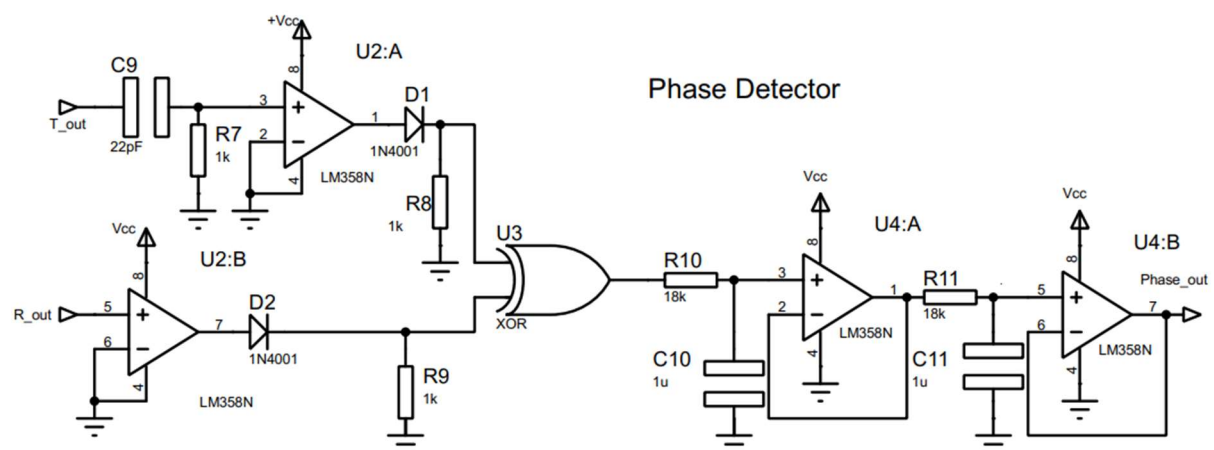 +Vcc
U2:A
C9
8
D1
Phase Detector
3
+
1
T_out
22pF
R7
1k
2
−
1N4001
4
LM358N
R8
1k
Vcc
U2:B
8
U3
Vcc
U4:A
Vcc
U4:B
8
R10
3
+
1
R11
8
5
+
Phase_out
7
R_out
5
+
7
D2
18k
2
−
18k
6
−
6
−
1N4001
XOR
LM358N
LM358N
4
R9
1k
C10
1u
4
C11
1u
4
LM358N